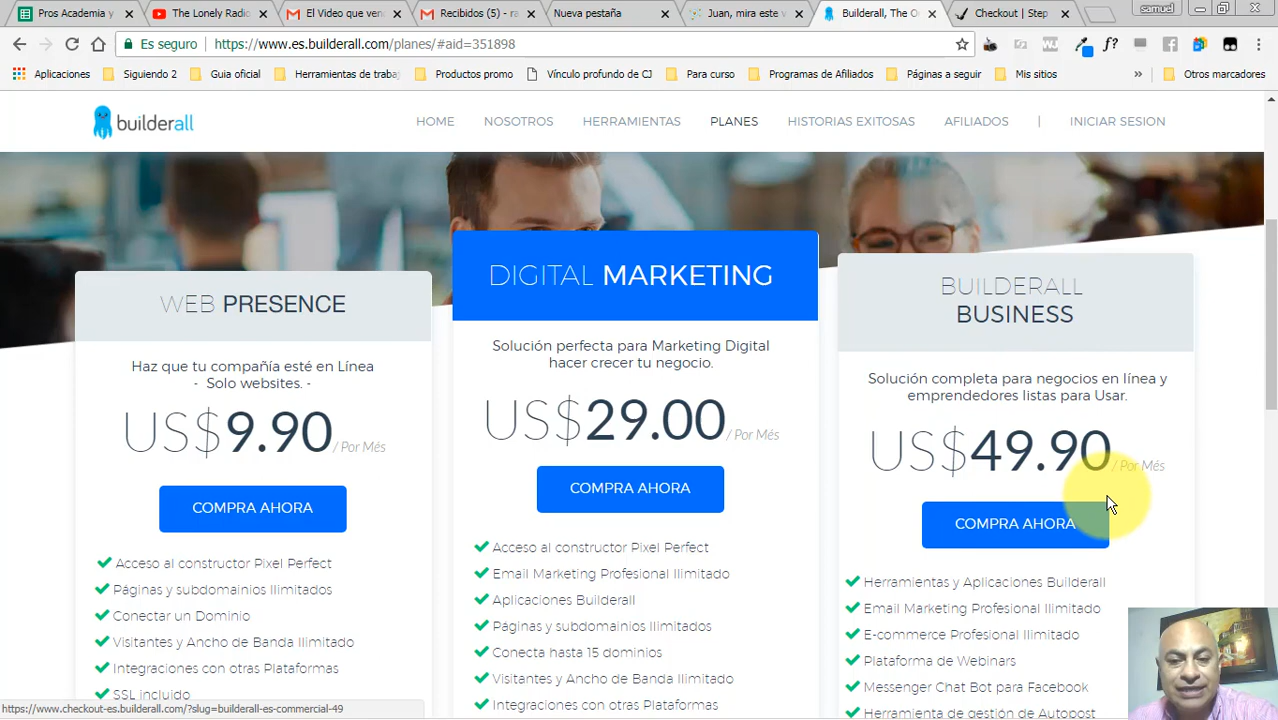 Pros Academia y
The Lonely Radio
El Video que ven
Recibidos (5) - ra
Nueva pestaña
Juan, mira este v
Builderall, The O
Checkout | Step
samuel
Es seguro
https://www.es.builderall.com/planes/#aid=351898
Aplicaciones
Siguiendo 2
Guia oficial
Herramientas de trabaj
Productos promo
Vínculo profundo de CJ
Para curso
Programas de Afiliados
Páginas a seguir
Mis sitios
»
Otros marcadores
builderall
HOME
NOSOTROS
HERRAMIENTAS
PLANES
HISTORIAS EXITOSAS
AFILIADOS
|
INICIAR SESION
WEB PRESENCE
Haz que tu compañía esté en Línea
- Solo websites. -
US$9.90 / Por Més
COMPRA AHORA
Acceso al constructor Pixel Perfect
Páginas y subdomainios Ilimitados
Conectar un Dominio
Visitantes y Ancho de Banda Ilimitado
Integraciones con otras Plataformas
SSL incluido
DIGITAL MARKETING
Solución perfecta para Marketing Digital
hacer crecer tu negocio.
US$29.00 / Por Més
COMPRA AHORA
Acceso al constructor Pixel Perfect
Email Marketing Profesional Ilimitado
Aplicaciones Builderall
Páginas y subdomainios Ilimitados
Conecta hasta 15 dominios
Visitantes y Ancho de Banda Ilimitado
Integraciones con otras Plataformas
BUILDERALL
BUSINESS
Solución completa para negocios en línea y
emprendedores listas para Usar.
US$49.90 / Por Més
COMPRA AHORA
Herramientas y Aplicaciones Builderall
Email Marketing Profesional Ilimitado
E-commerce Profesional Ilimitado
Plataforma de Webinars
Messenger Chat Bot para Facebook
Herramienta de gestión de Autopost
https://www.checkout-es.builderall.com/?slug=builderall-es-commercial-49